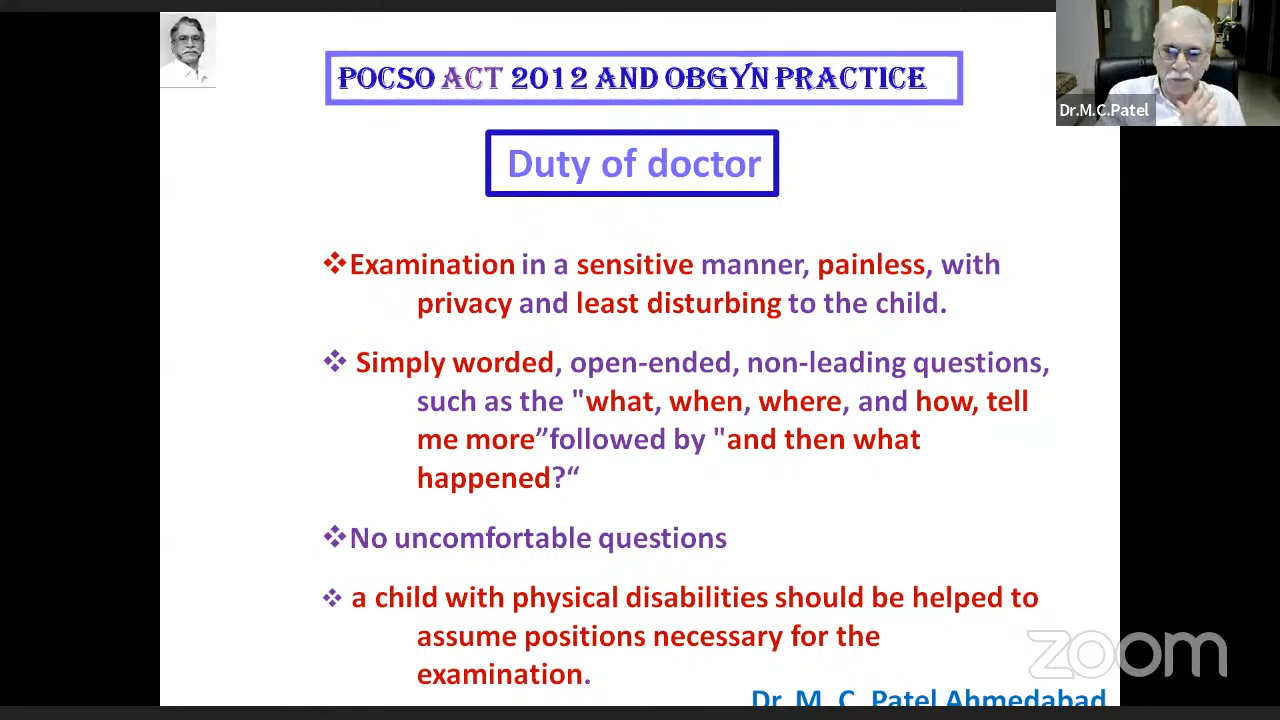 POCSO ACT 2012 AND OBGYN PRACTICE
Dr.M.C.Patel
Duty of doctor
❖Examination in a sensitive manner, painless, with
privacy and least disturbing to the child.
❖ Simply worded, open-ended, non-leading questions,
such as the "what, when, where, and how, tell
me more”followed by "and then what
happened?“
❖No uncomfortable questions
❖ a child with physical disabilities should be helped to
assume positions necessary for the
examination.
zoom
Dr. M. C. Patel Ahmedabad